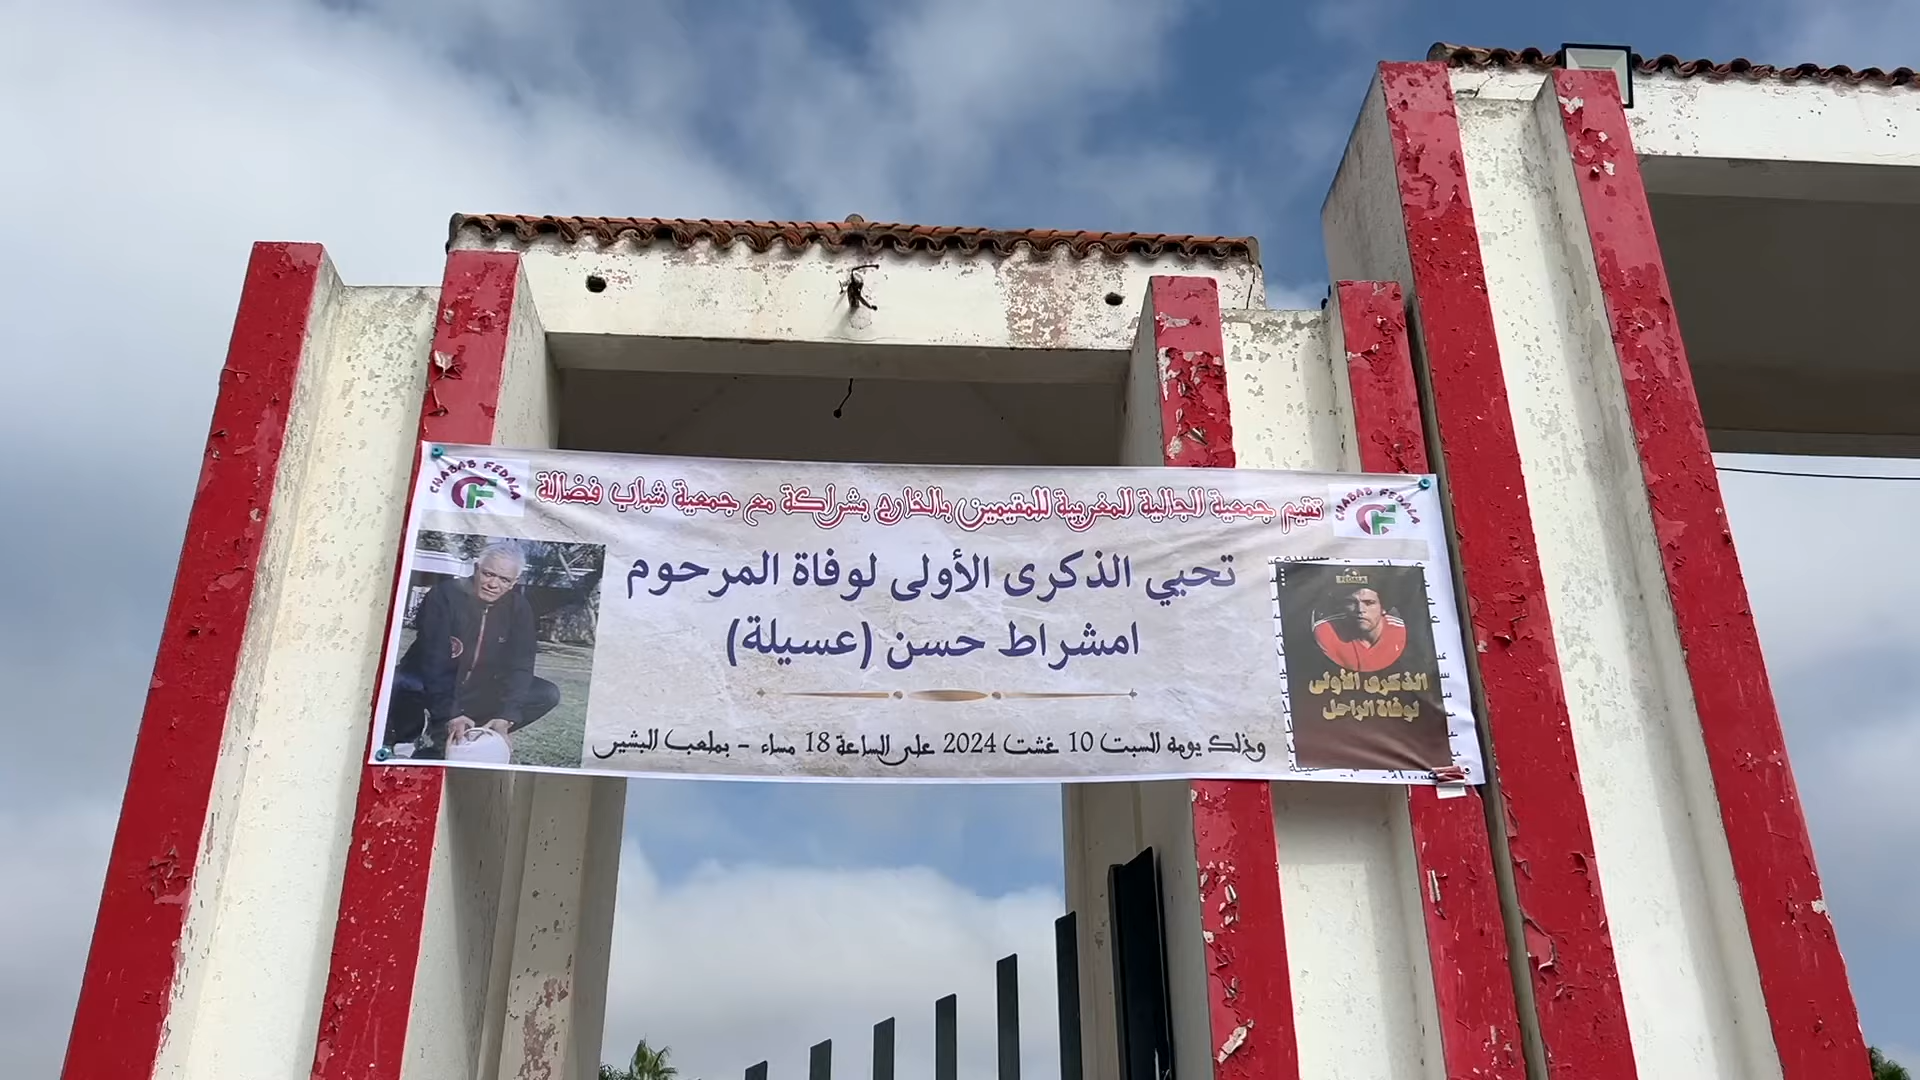 CHABAB FEDALA
تقيم جمعية الجالية المغربية للمقيمين بالخارج بشراكة مع جمعية شباب فضالة
CHABAB FEDALA
تحيي الذكرى الأولى لوفاة المرحوم
امشراط حسن (عسيلة)
وذلك يومه السبت 10 غشت 2024 على الساعة 18 مساء - بملعب البشير
FEDALA
الذكرى الأولى
لوفاة الراحل